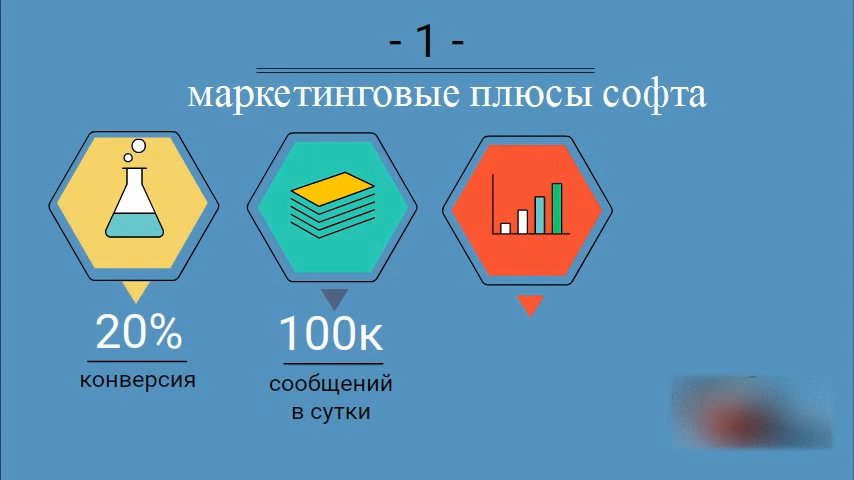 - 1 -
маркетинговые плюсы софта
20%
конверсия
100к
сообщений
в сутки